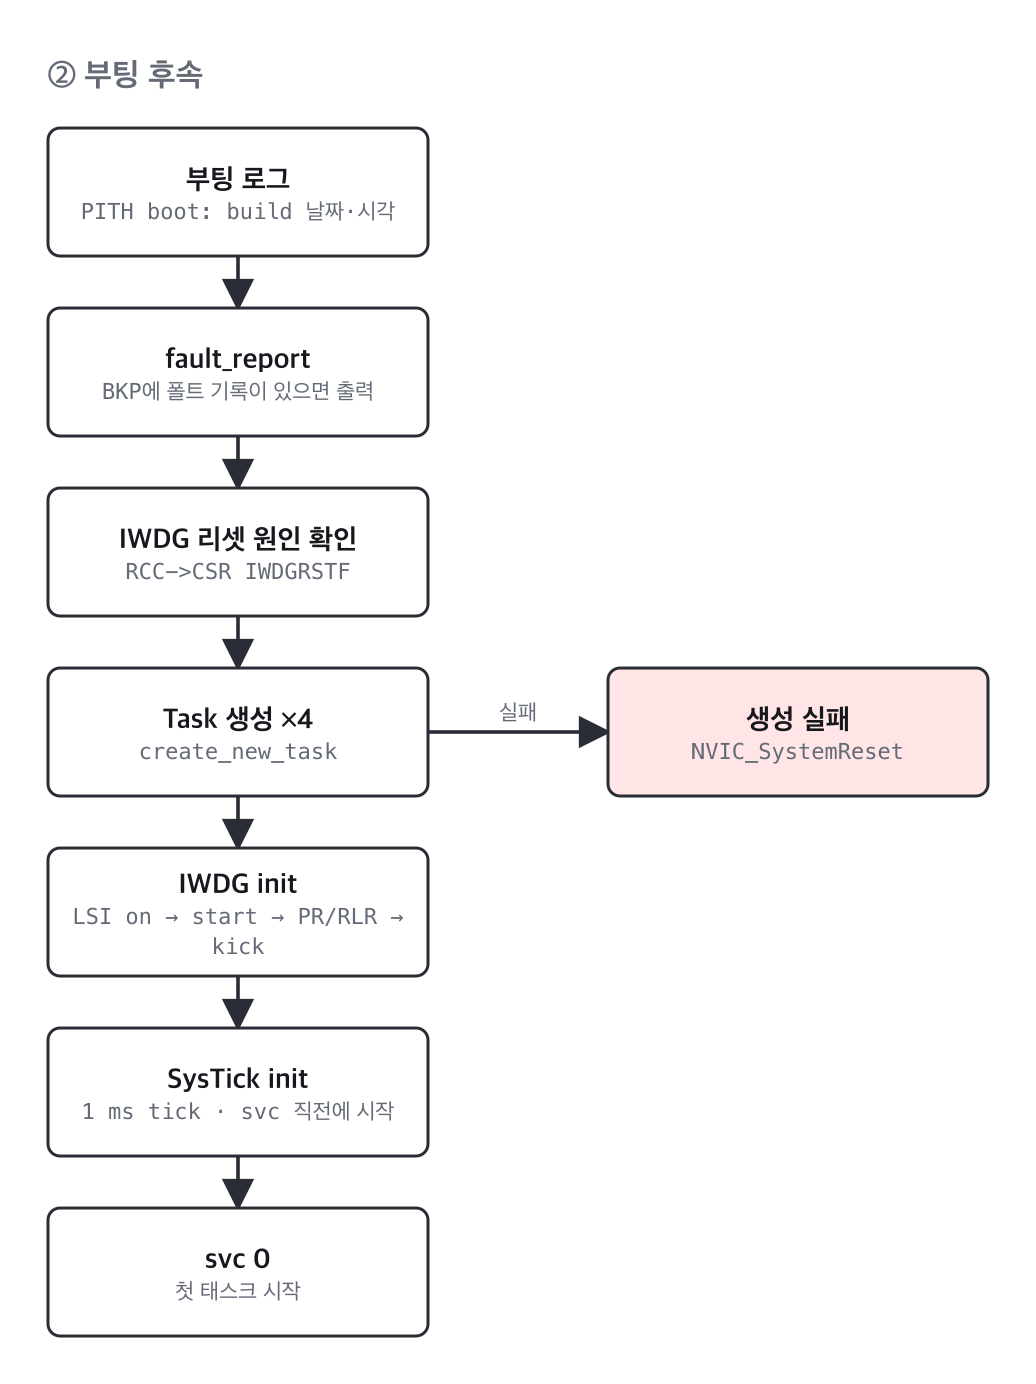 ② 부팅 후속
부팅 로그
PITH boot: build 날짜·시각
fault_report
BKP에 폴트 기록이 있으면 출력
IWDG 리셋 원인 확인
RCC->CSR IWDGRSTF
Task 생성 ×4
create_new_task
실패
생성 실패
NVIC_SystemReset
IWDG init
LSI on → start → PR/RLR →
kick
SysTick init
1 ms tick · svc 직전에 시작
svc 0
첫 태스크 시작